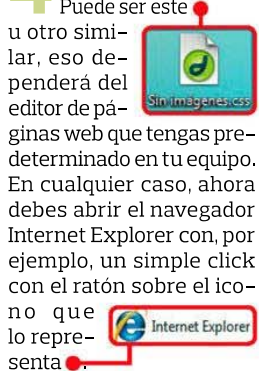 Puede ser este
u otro simi-
lar, eso de-
penderá del
editor de pá-
Sin imagenes.css
ginas web que tengas pre-
determinado en tu equipo.
En cualquier caso, ahora
debes abrir el navegador
Internet Explorer con, por
ejemplo, un simple click
con el ratón sobre el ico-
no que
lo repre-
Internet Explorer
senta .